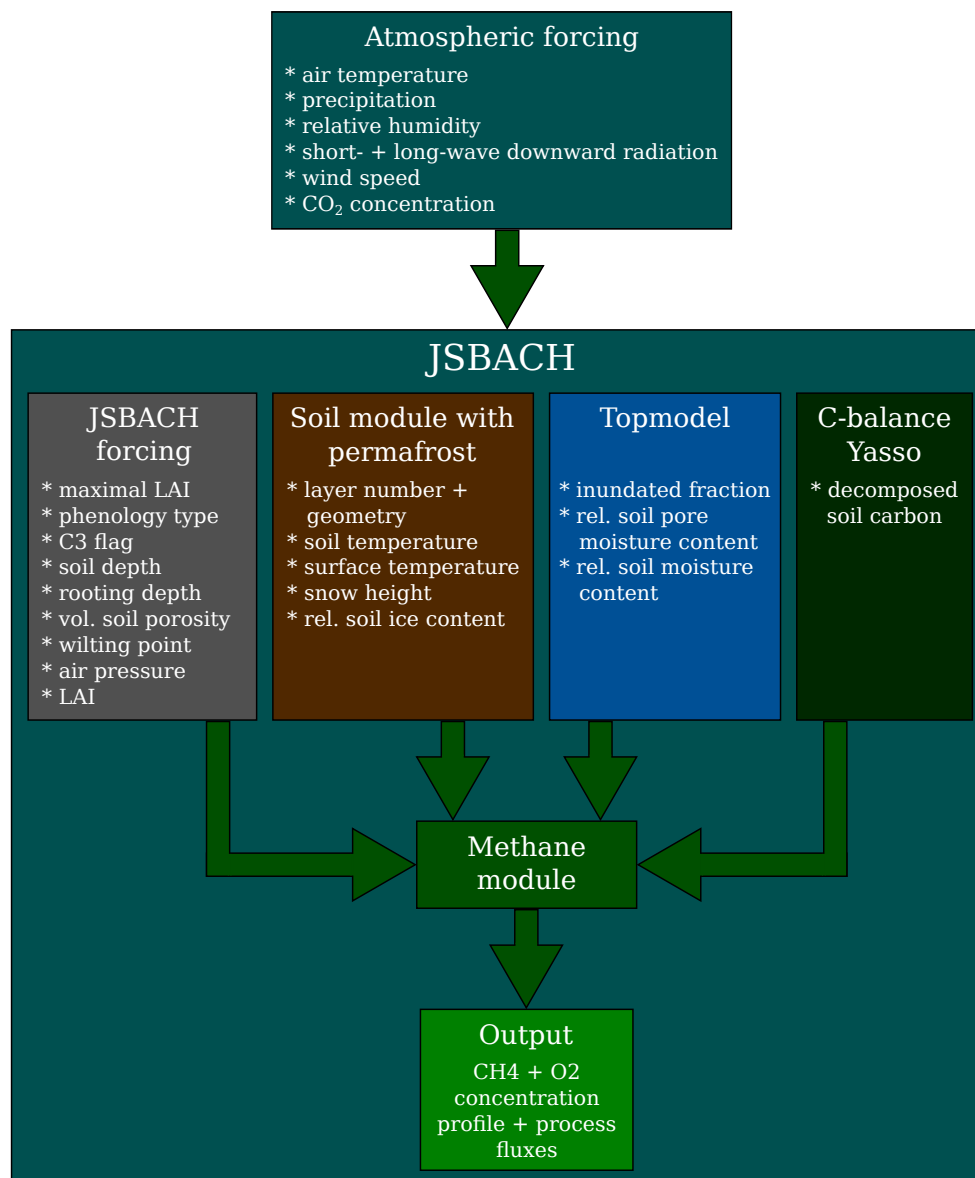 Atmospheric forcing
* air temperature
* precipitation
* relative humidity
* short- + long-wave downward radiation
* wind speed
* CO₂ concentration
JSBACH
JSBACH
forcing
* maximal LAI
* phenology type
* C3 flag
* soil depth
* rooting depth
* vol. soil porosity
* wilting point
* air pressure
* LAI
Soil module with
permafrost
* layer number +
geometry
* soil temperature
* surface temperature
* snow height
* rel. soil ice content
Topmodel
* inundated fraction
* rel. soil pore
moisture content
* rel. soil moisture
content
C-balance
Yasso
* decomposed
soil carbon
Methane
module
Output
CH4 + O2
concentration
profile + process
fluxes